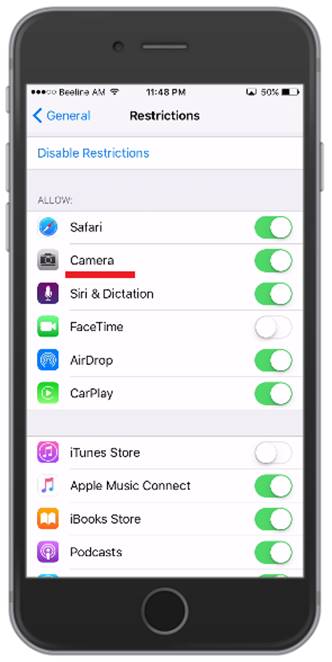 ●●●○○ Beeline AM 11:48 PM 50%
General Restrictions
Disable Restrictions
ALLOW:
Safari
Camera
Siri & Dictation
FaceTime
AirDrop
CarPlay
iTunes Store
Apple Music Connect
iBooks Store
Podcasts